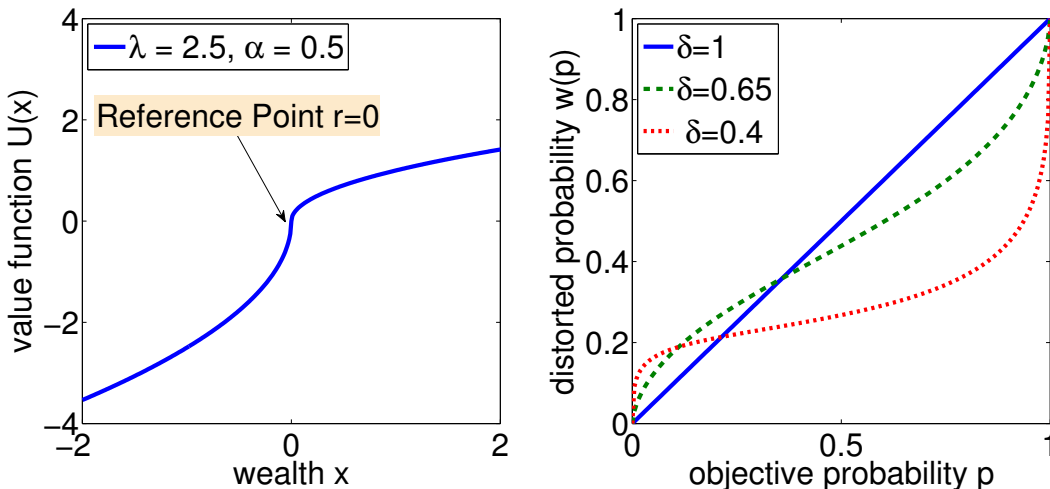 4
2
0
−2
−4
−2
0
2
value function U(x)
wealth x
λ = 2.5, α = 0.5
Reference Point r=0
1
0.8
0.6
0.4
0.2
0
0
0.5
1
distorted probability w(p)
objective probability p
δ=1
δ=0.65
δ=0.4